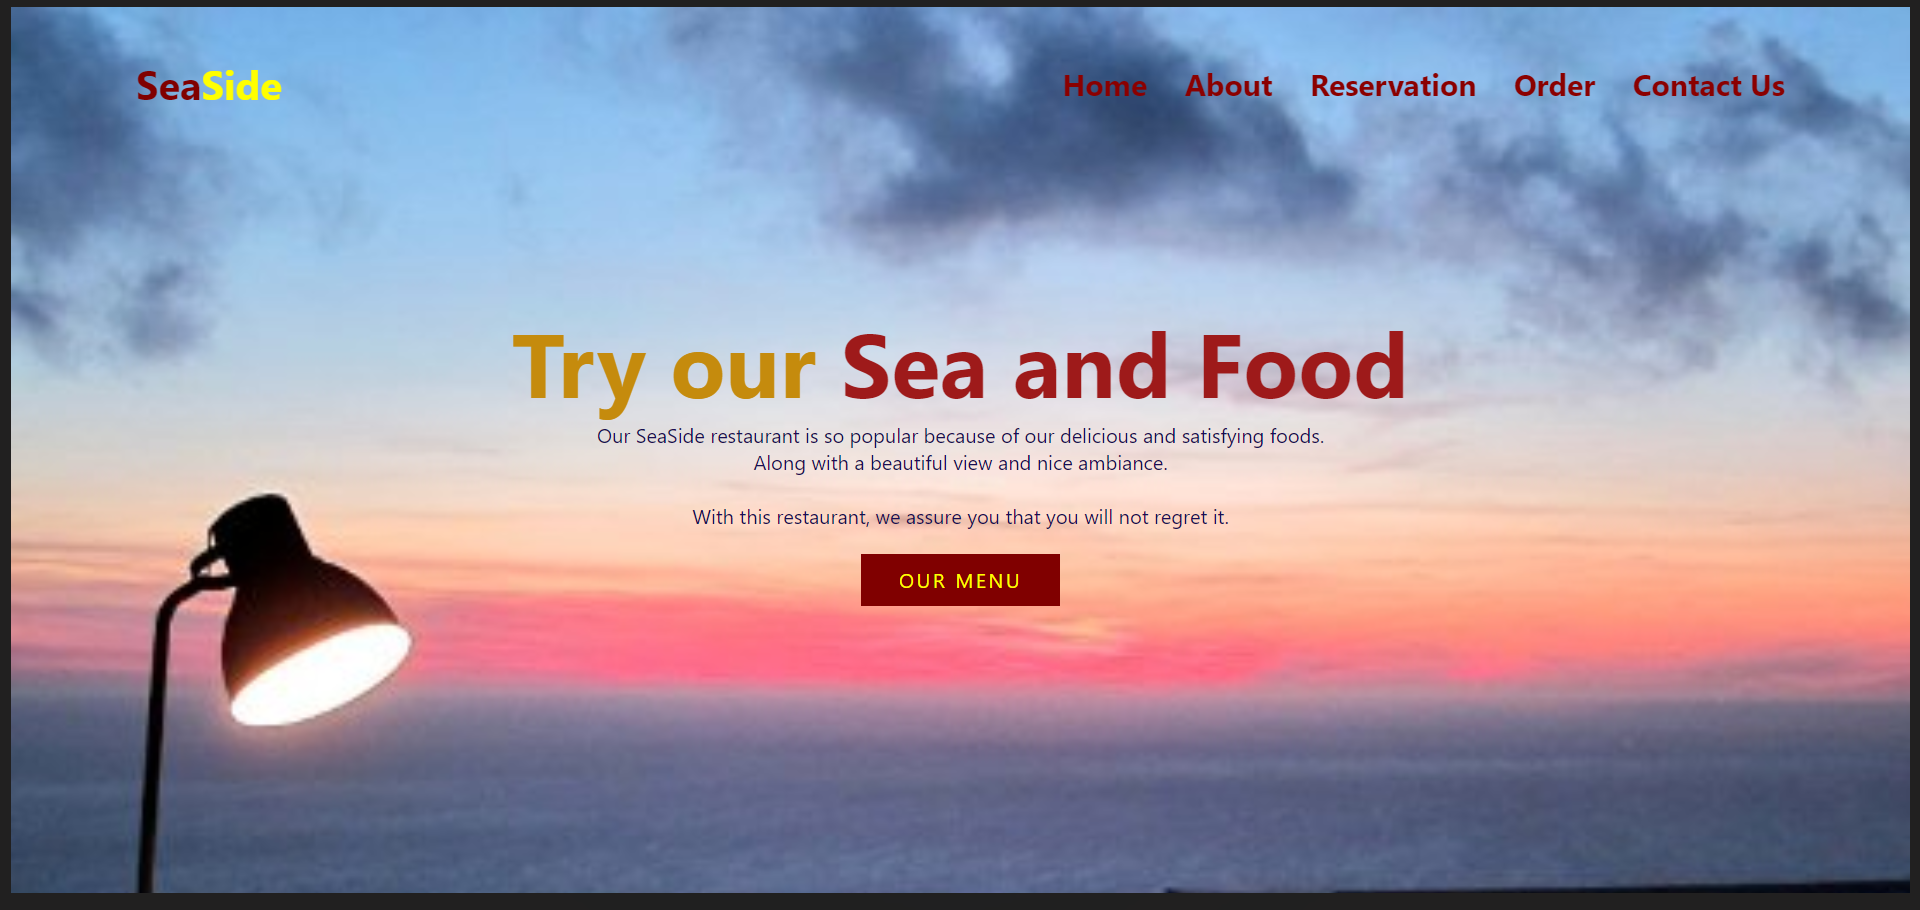 SeaSide
Home About Reservation Order Contact Us
Try our Sea and Food
Our SeaSide restaurant is so popular because of our delicious and satisfying foods.
Along with a beautiful view and nice ambiance.
With this restaurant, we assure you that you will not regret it.
OUR MENU